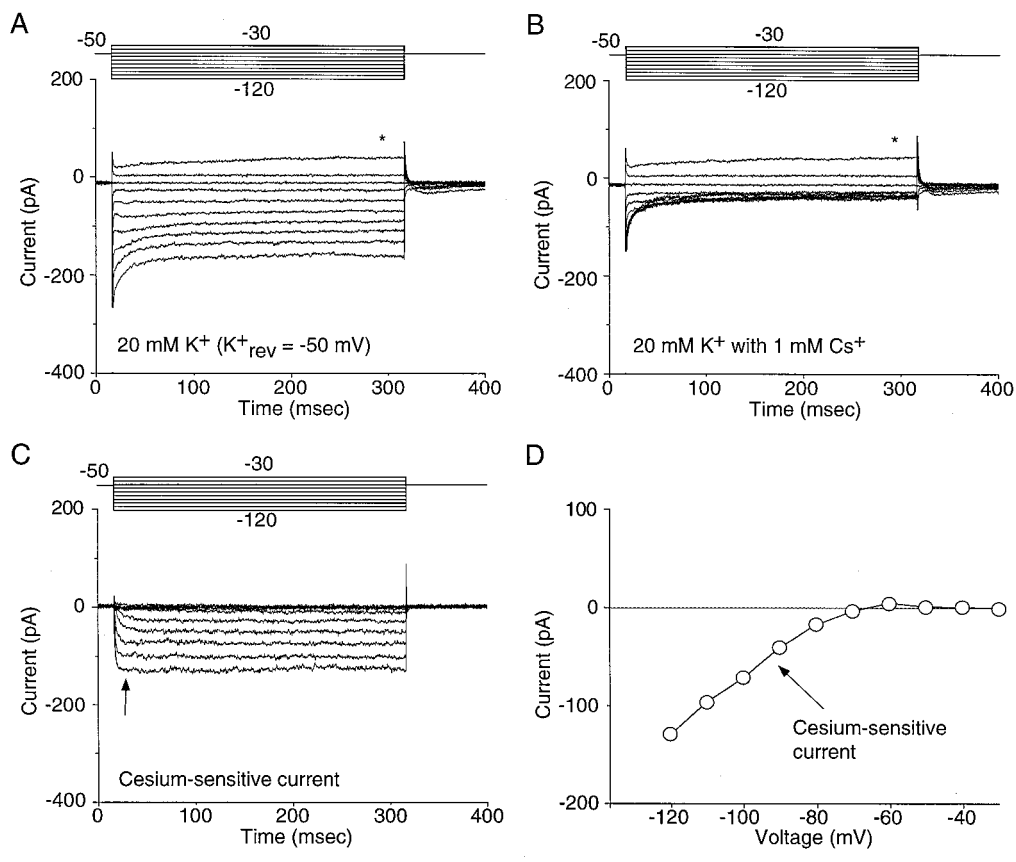 A
-50
-30
-120
200
0
-200
-400
Current (pA)
*
20 mM K+ (K+rev = -50 mV)
0 100 200 300 400
Time (msec)
B
-50
-30
-120
200
0
-200
-400
Current (pA)
*
20 mM K+ with 1 mM Cs+
0 100 200 300 400
Time (msec)
C
-50
-30
-120
200
0
-200
-400
Current (pA)
Cesium-sensitive current
0 100 200 300 400
Time (msec)
D
100
0
-100
-200
Current (pA)
Cesium-sensitive
current
-120 -100 -80 -60 -40
Voltage (mV)